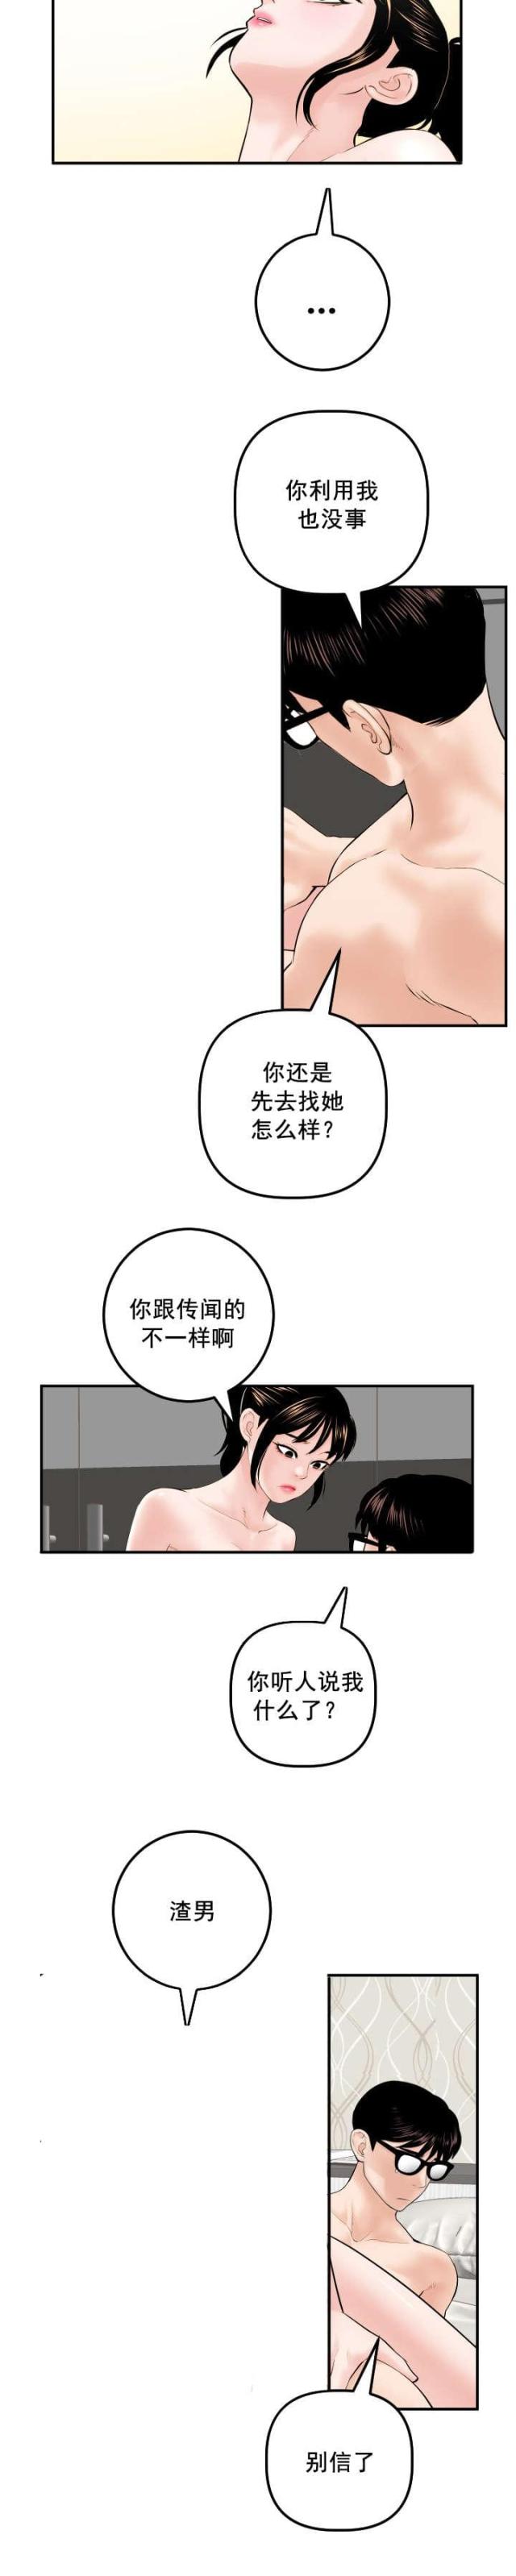 ...
你利用我
也没事
你还是
先去找她
怎么样？
你跟传闻的
不一样啊
你听人说我
什么了？
渣男
别信了